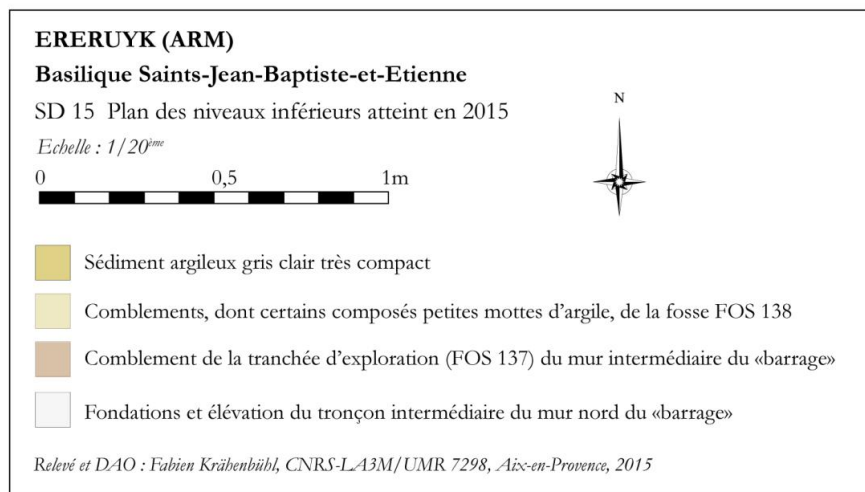 ERERUYK (ARM)
Basilique Saints-Jean-Baptiste-et-Etienne
SD 15 Plan des niveaux inférieurs atteint en 2015
Echelle : 1/20ème
0 0,5 1m
N
Sédiment argileux gris clair très compact
Comblements, dont certains composés petites mottes d'argile, de la fosse FOS 138
Comblement de la tranchée d'exploration (FOS 137) du mur intermédiaire du «barrage»
Fondations et élévation du tronçon intermédiaire du mur nord du «barrage»
Relevé et DAO : Fabien Krähenbühl, CNRS-LA3M/UMR 7298, Aix-en-Provence, 2015